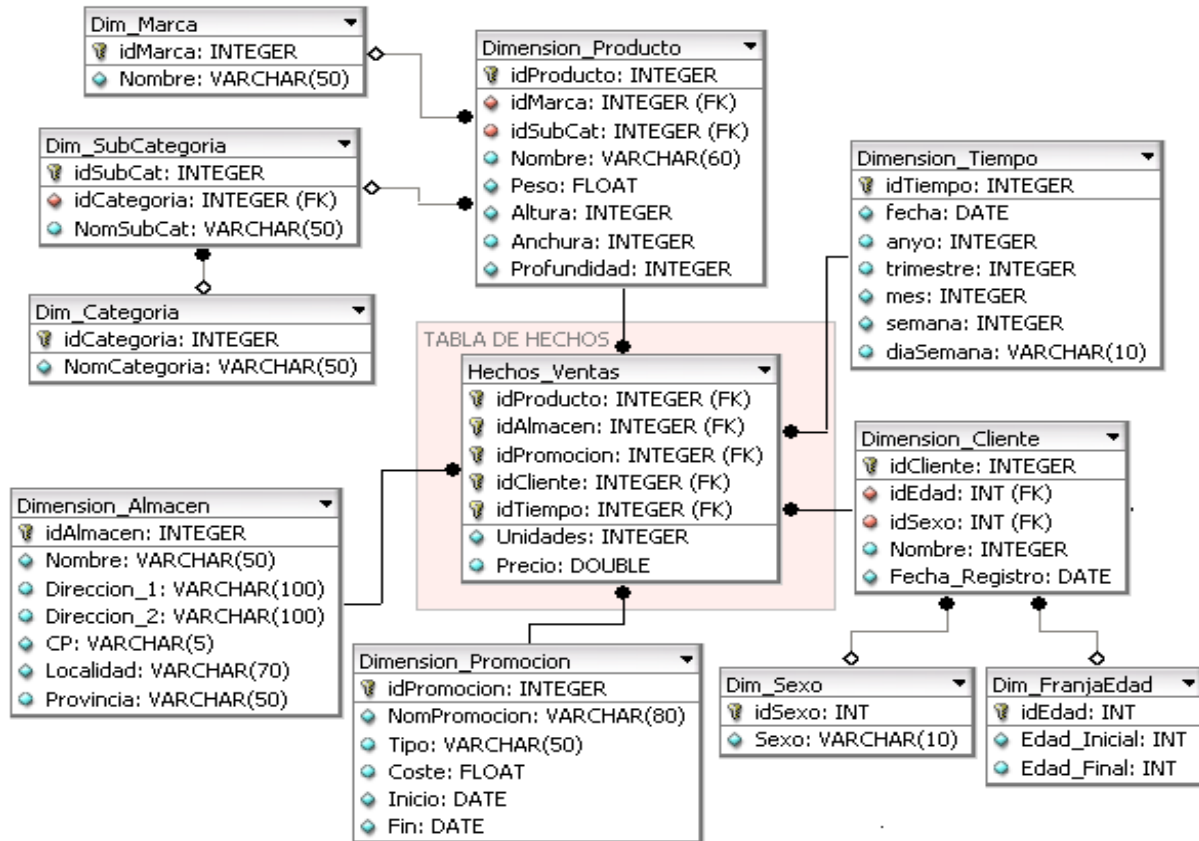 Dim_Marca
idMarca: INTEGER
Nombre: VARCHAR(50)
Dimension_Producto
idProducto: INTEGER
idMarca: INTEGER (FK)
idSubCat: INTEGER (FK)
Nombre: VARCHAR(60)
Peso: FLOAT
Altura: INTEGER
Anchura: INTEGER
Profundidad: INTEGER
Dim_SubCategoria
idSubCat: INTEGER
idCategoria: INTEGER (FK)
NomSubCat: VARCHAR(50)
Dimension_Tiempo
idTiempo: INTEGER
fecha: DATE
anyo: INTEGER
trimestre: INTEGER
mes: INTEGER
semana: INTEGER
diaSemana: VARCHAR(10)
Dim_Categoria
idCategoria: INTEGER
NomCategoria: VARCHAR(50)
TABLA DE HECHOS
Hechos_Ventas
idProducto: INTEGER (FK)
idAlmacen: INTEGER (FK)
idPromocion: INTEGER (FK)
idCliente: INTEGER (FK)
idTiempo: INTEGER (FK)
Unidades: INTEGER
Precio: DOUBLE
Dimension_Cliente
idCliente: INTEGER
idEdad: INT (FK)
idSexo: INT (FK)
Nombre: INTEGER
Fecha_Registro: DATE
Dimension_Almacen
idAlmacen: INTEGER
Nombre: VARCHAR(50)
Direccion_1: VARCHAR(100)
Direccion_2: VARCHAR(100)
CP: VARCHAR(5)
Localidad: VARCHAR(70)
Provincia: VARCHAR(50)
Dimension_Promocion
idPromocion: INTEGER
NomPromocion: VARCHAR(80)
Tipo: VARCHAR(50)
Coste: FLOAT
Inicio: DATE
Fin: DATE
Dim_Sexo
idSexo: INT
Sexo: VARCHAR(10)
Dim_FranjaEdad
idEdad: INT
Edad_Inicial: INT
Edad_Final: INT